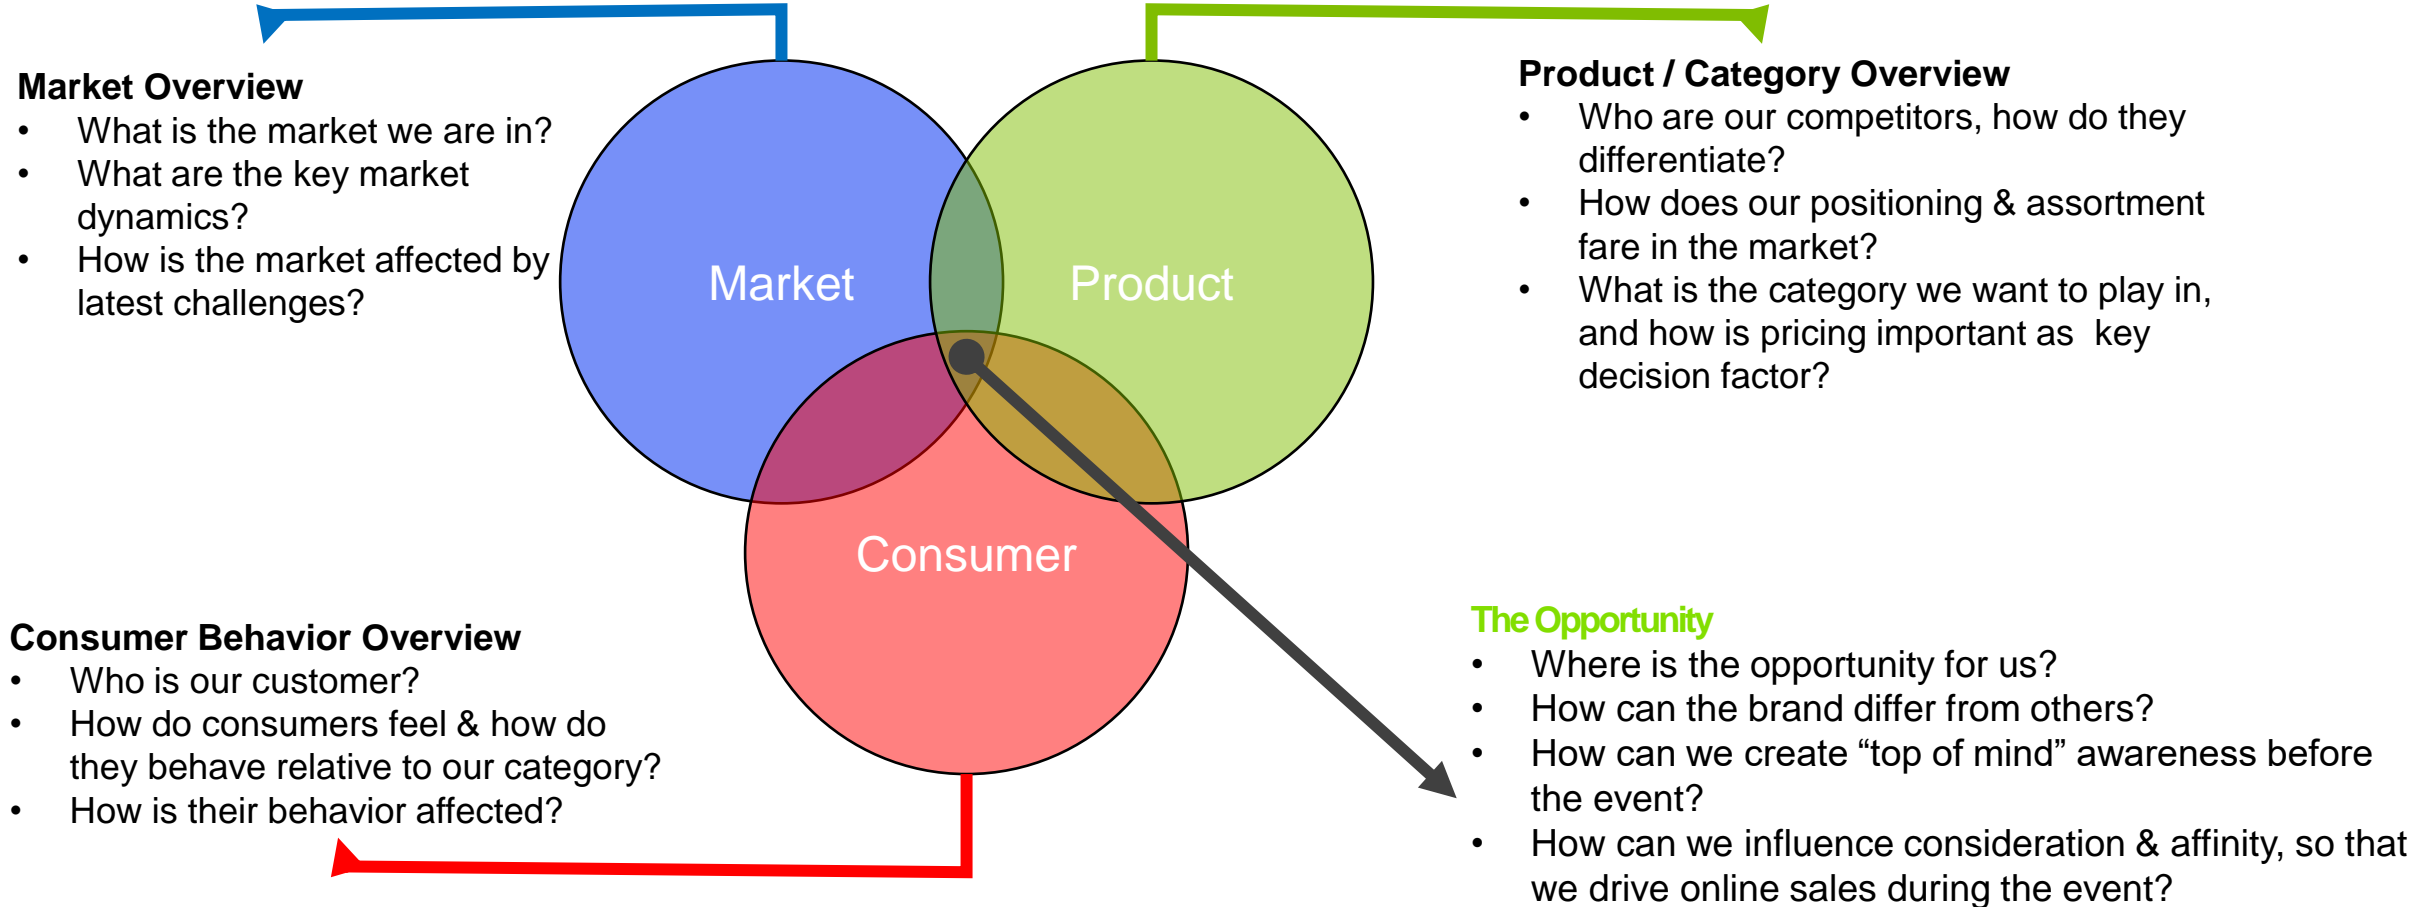 Market Overview
• What is the market we are in?
• What are the key market
dynamics?
• How is the market affected by
latest challenges?
Product / Category Overview
• Who are our competitors, how do they
differentiate?
• How does our positioning & assortment
fare in the market?
• What is the category we want to play in,
and how is pricing important as key
decision factor?
Market
Product
Consumer
Consumer Behavior Overview
• Who is our customer?
• How do consumers feel & how do
they behave relative to our category?
• How is their behavior affected?
The Opportunity
• Where is the opportunity for us?
• How can the brand differ from others?
• How can we create “top of mind” awareness before
the event?
• How can we influence consideration & affinity, so that
we drive online sales during the event?